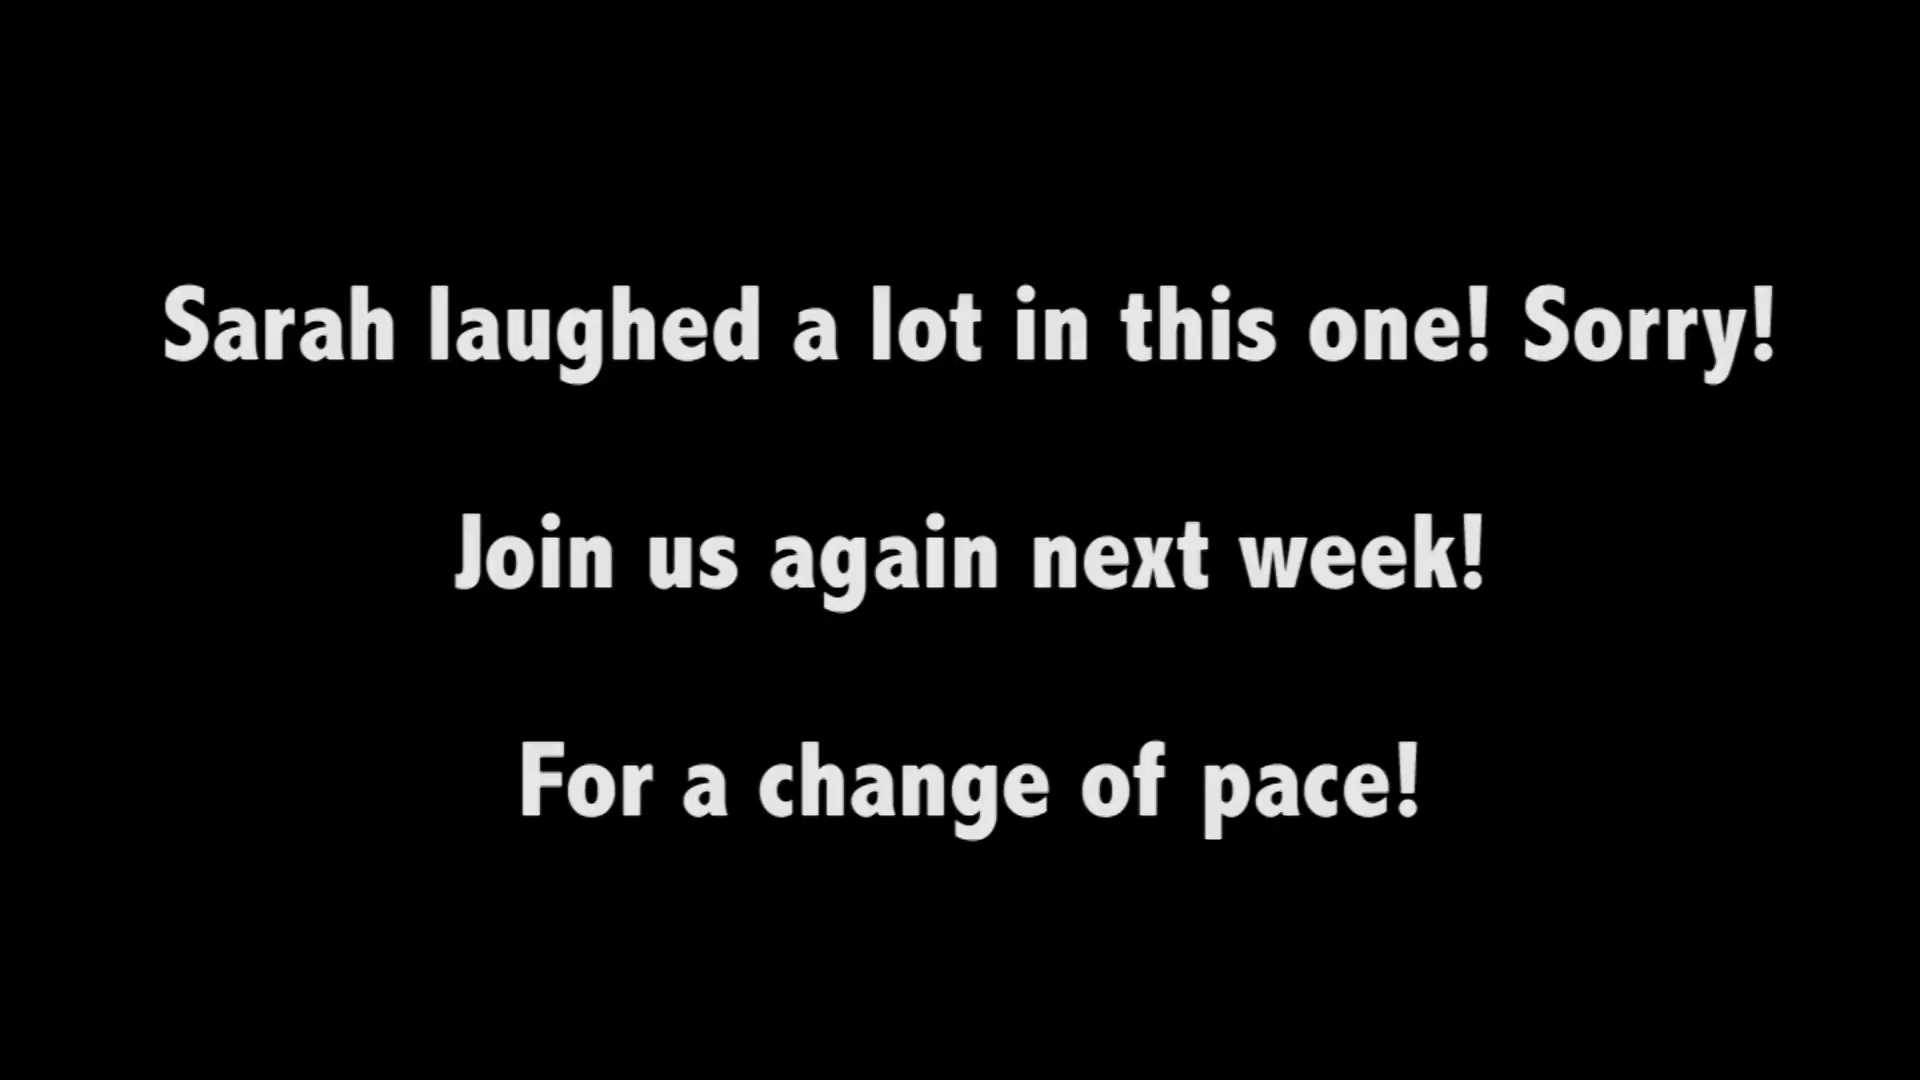 Sarah laughed a lot in this one! Sorry!
Join us again next week!
For a change of pace!